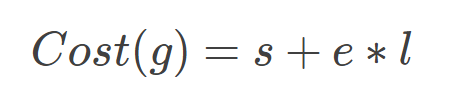 Cost(g) = s + e * l